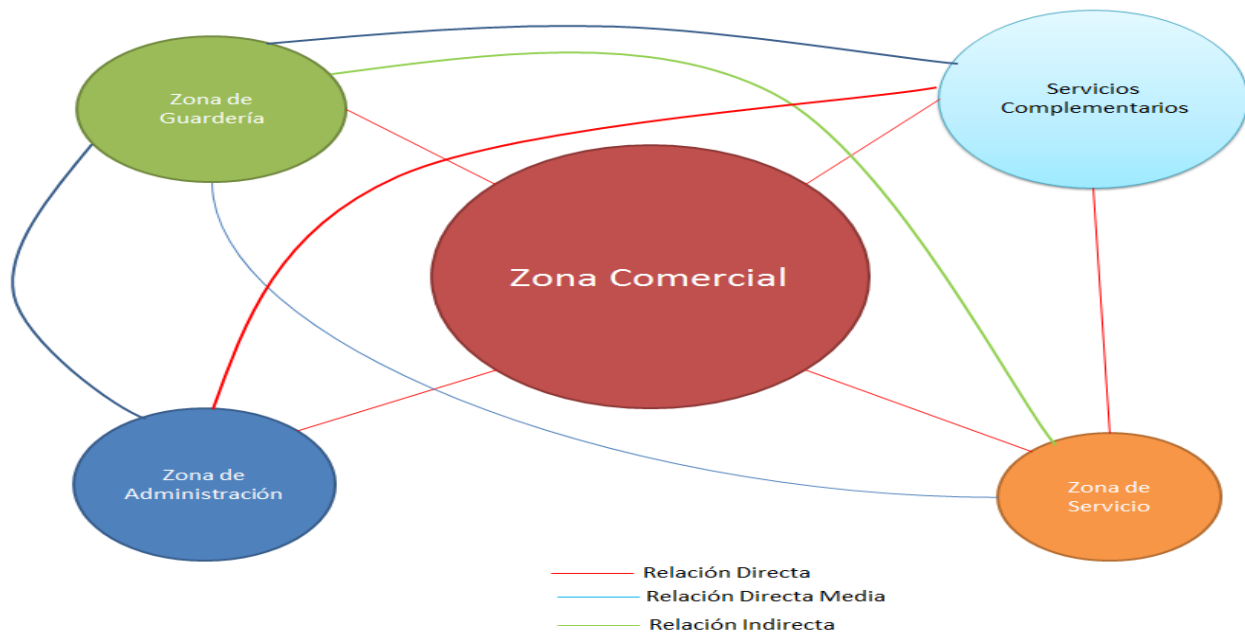 Zona de
Guardería
Servicios
Complementarios
Zona Comercial
Zona de
Administración
Zona de
Servicio
Relación Directa
Relación Directa Media
Relación Indirecta